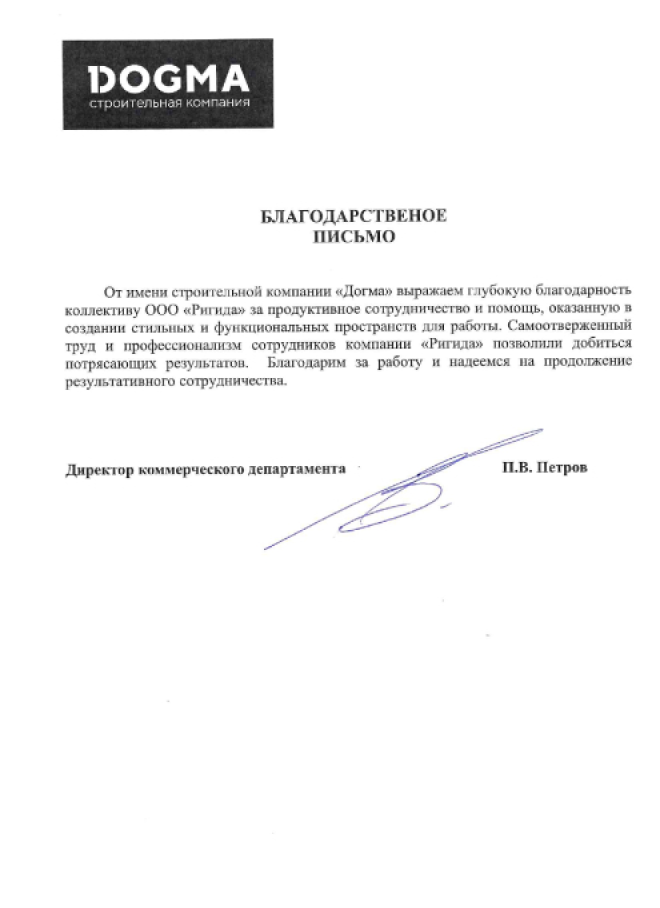 DOGMA
строительная компания
БЛАГОДАРСТВЕНОЕ
ПИСЬМО
От имени строительной компании «Догма» выражаем глубокую благодарность
коллективу ООО «Ригида» за продуктивное сотрудничество и помощь, оказанную в
создании стильных и функциональных пространств для работы. Самоотверженный
труд и профессионализм сотрудников компании «Ригида» позволили добиться
потрясающих результатов. Благодарим за работу и надеемся на продолжение
результативного сотрудничества.
Директор коммерческого департамента П.В. Петров